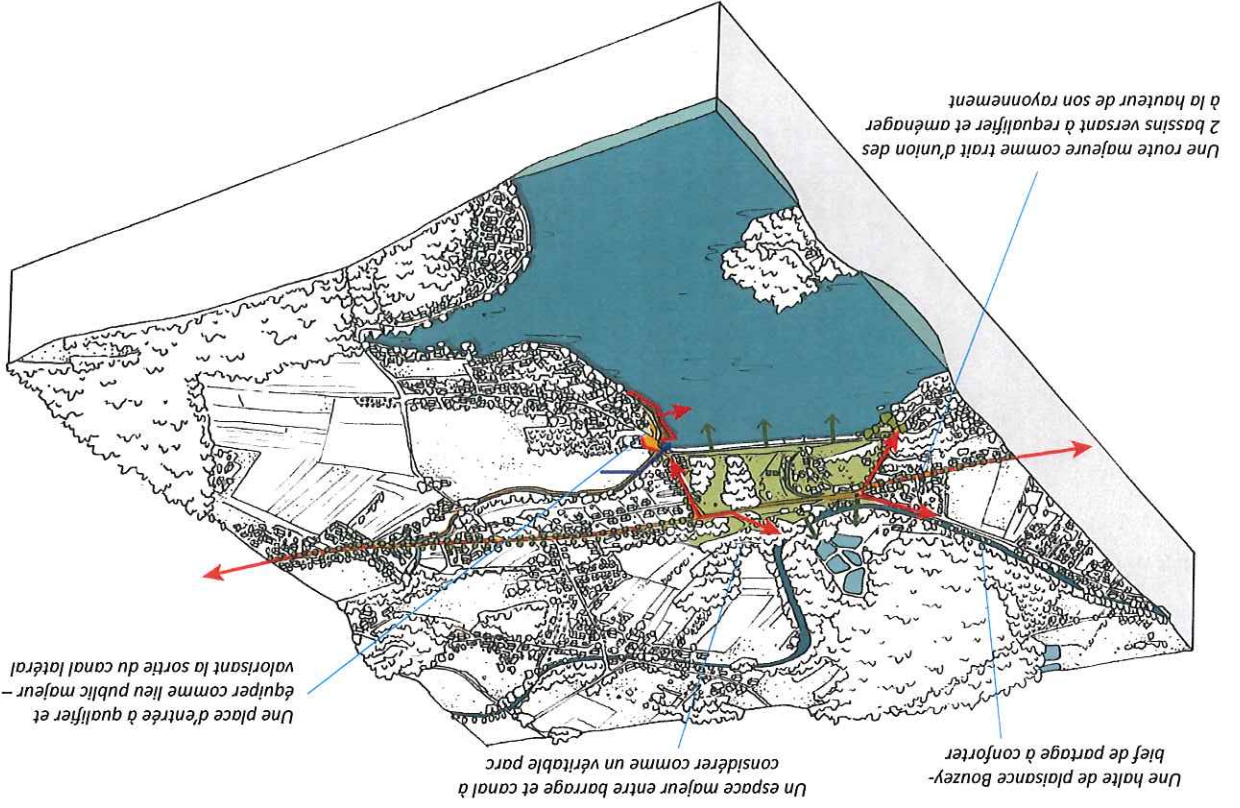 Une halte de plaisance Bouzey-
bief de partage à conforter
Un espace majeur entre barrage et canal à
considérer comme un véritable parc
Une place d'entrée à qualifier et
équiper comme lieu public majeur –
valorisant la sortie du canal latéral
Une route majeure comme trait d'union des
2 bassins versant à requalifier et aménager
à la hauteur de son rayonnement